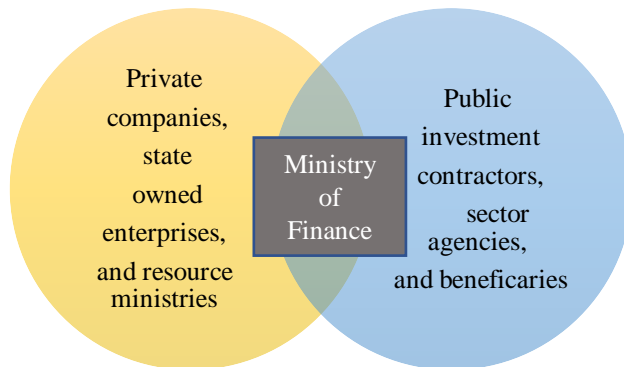 Private
companies,
state
owned
enterprises,
and resource
ministries
Ministry
of
Finance
Public
investment
contractors,
sector
agencies,
and beneficaries